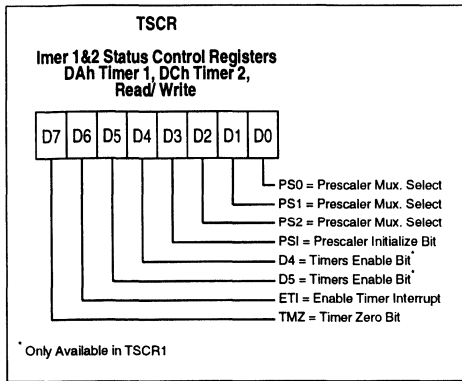 TSCR
Imer 1&2 Status Control Registers
DAh Timer 1, DCh Timer 2,
Read/ Write
D7 D6 D5 D4 D3 D2 D1 D0
PS0 = Prescaler Mux. Select
PS1 = Prescaler Mux. Select
PS2 = Prescaler Mux. Select
PSI = Prescaler Initialize Bit
D4 = Timers Enable Bit*
D5 = Timers Enable Bit*
ETI = Enable Timer Interrupt
TMZ = Timer Zero Bit
* Only Available in TSCR1